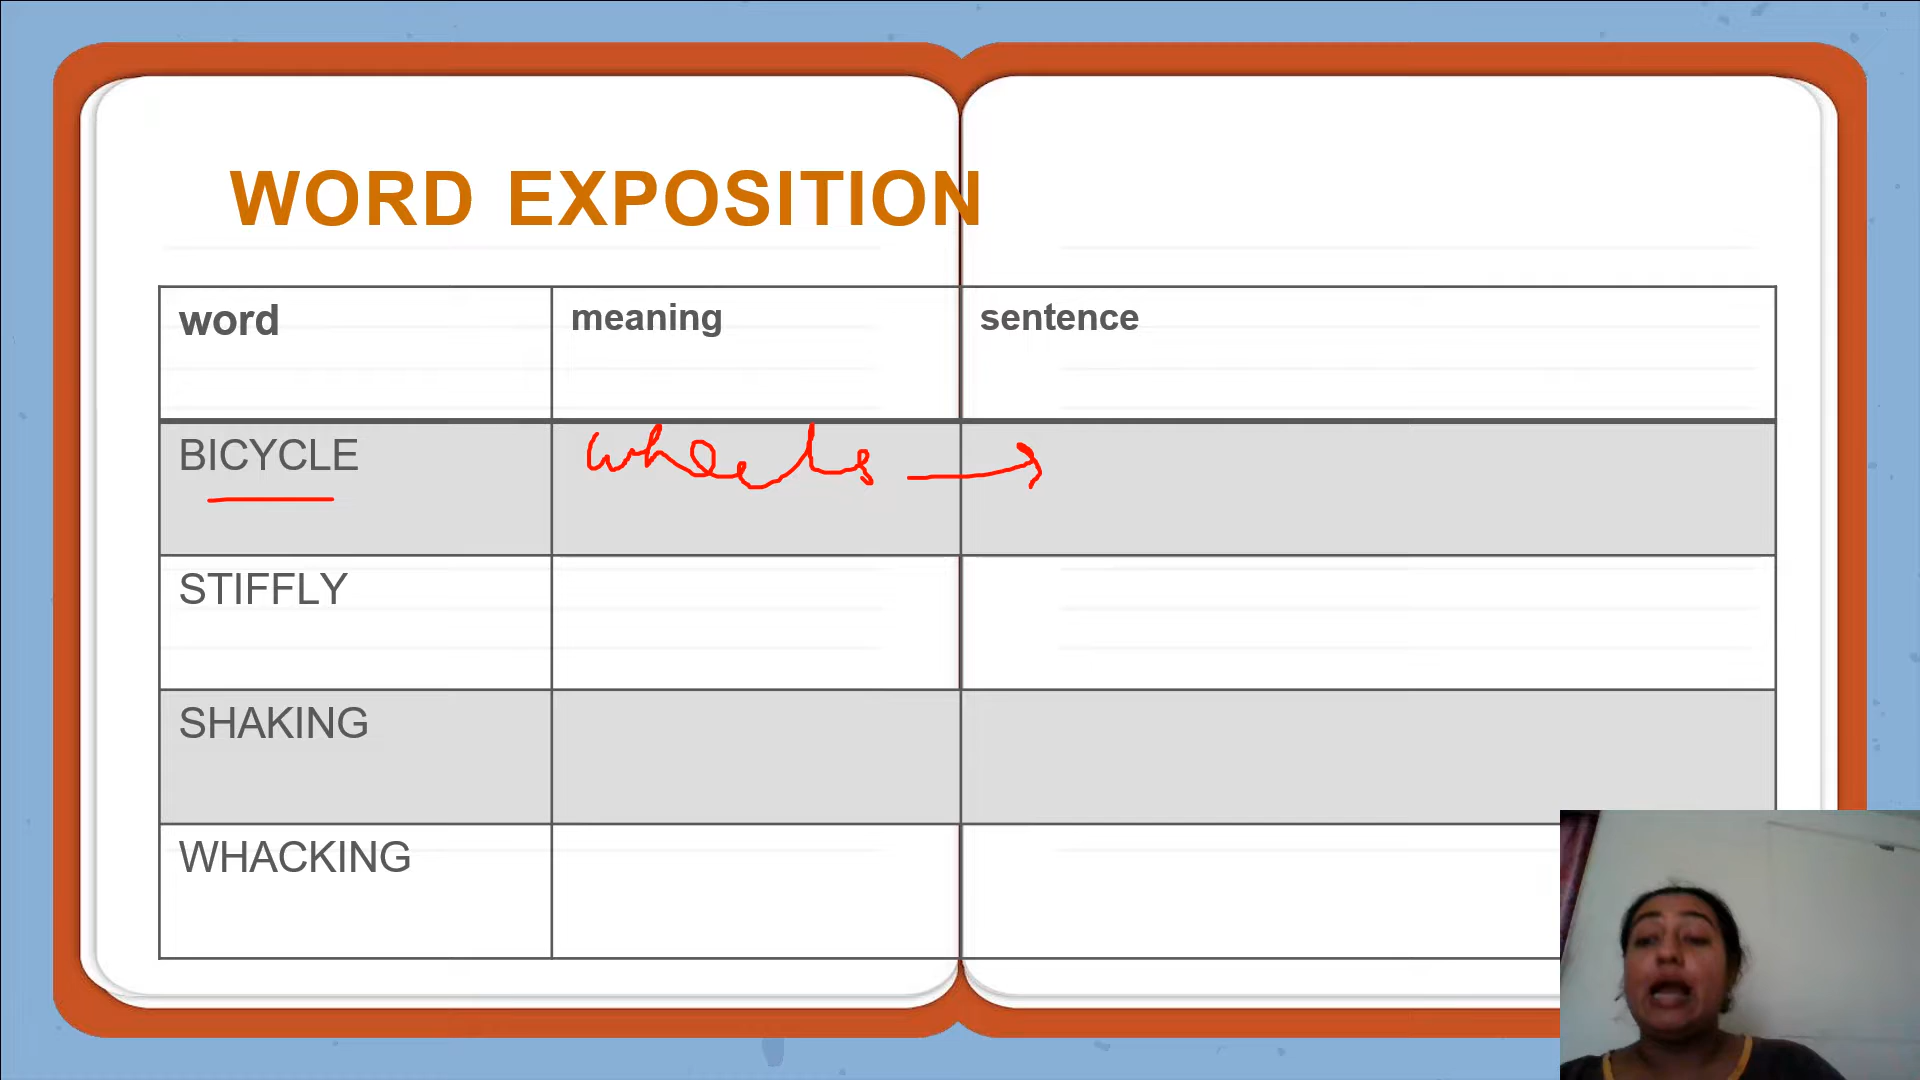 WORD EXPOSITION
word meaning sentence
BICYCLE wheels
STIFFLY
SHAKING
WHACKING